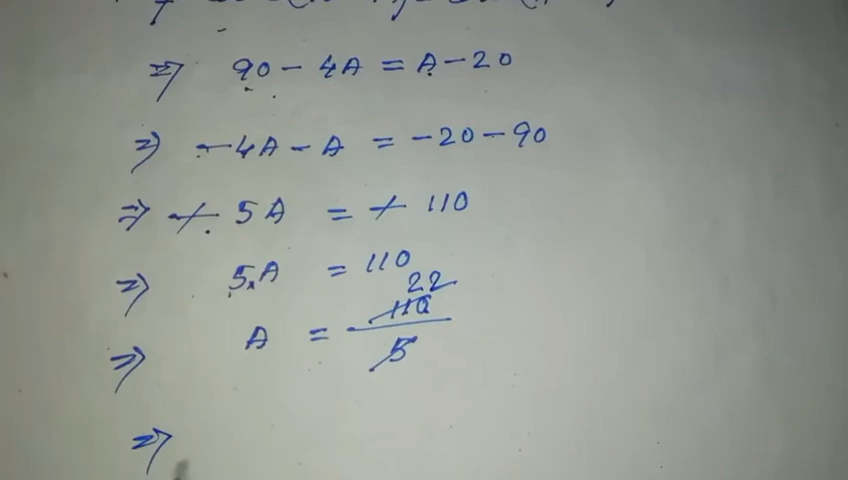 ⇒ 90 - 4A = A - 20
⇒ -4A - A = -20 - 90
⇒ - 5A = - 110
⇒ 5A = 110
22
⇒ A = 110/5
⇒